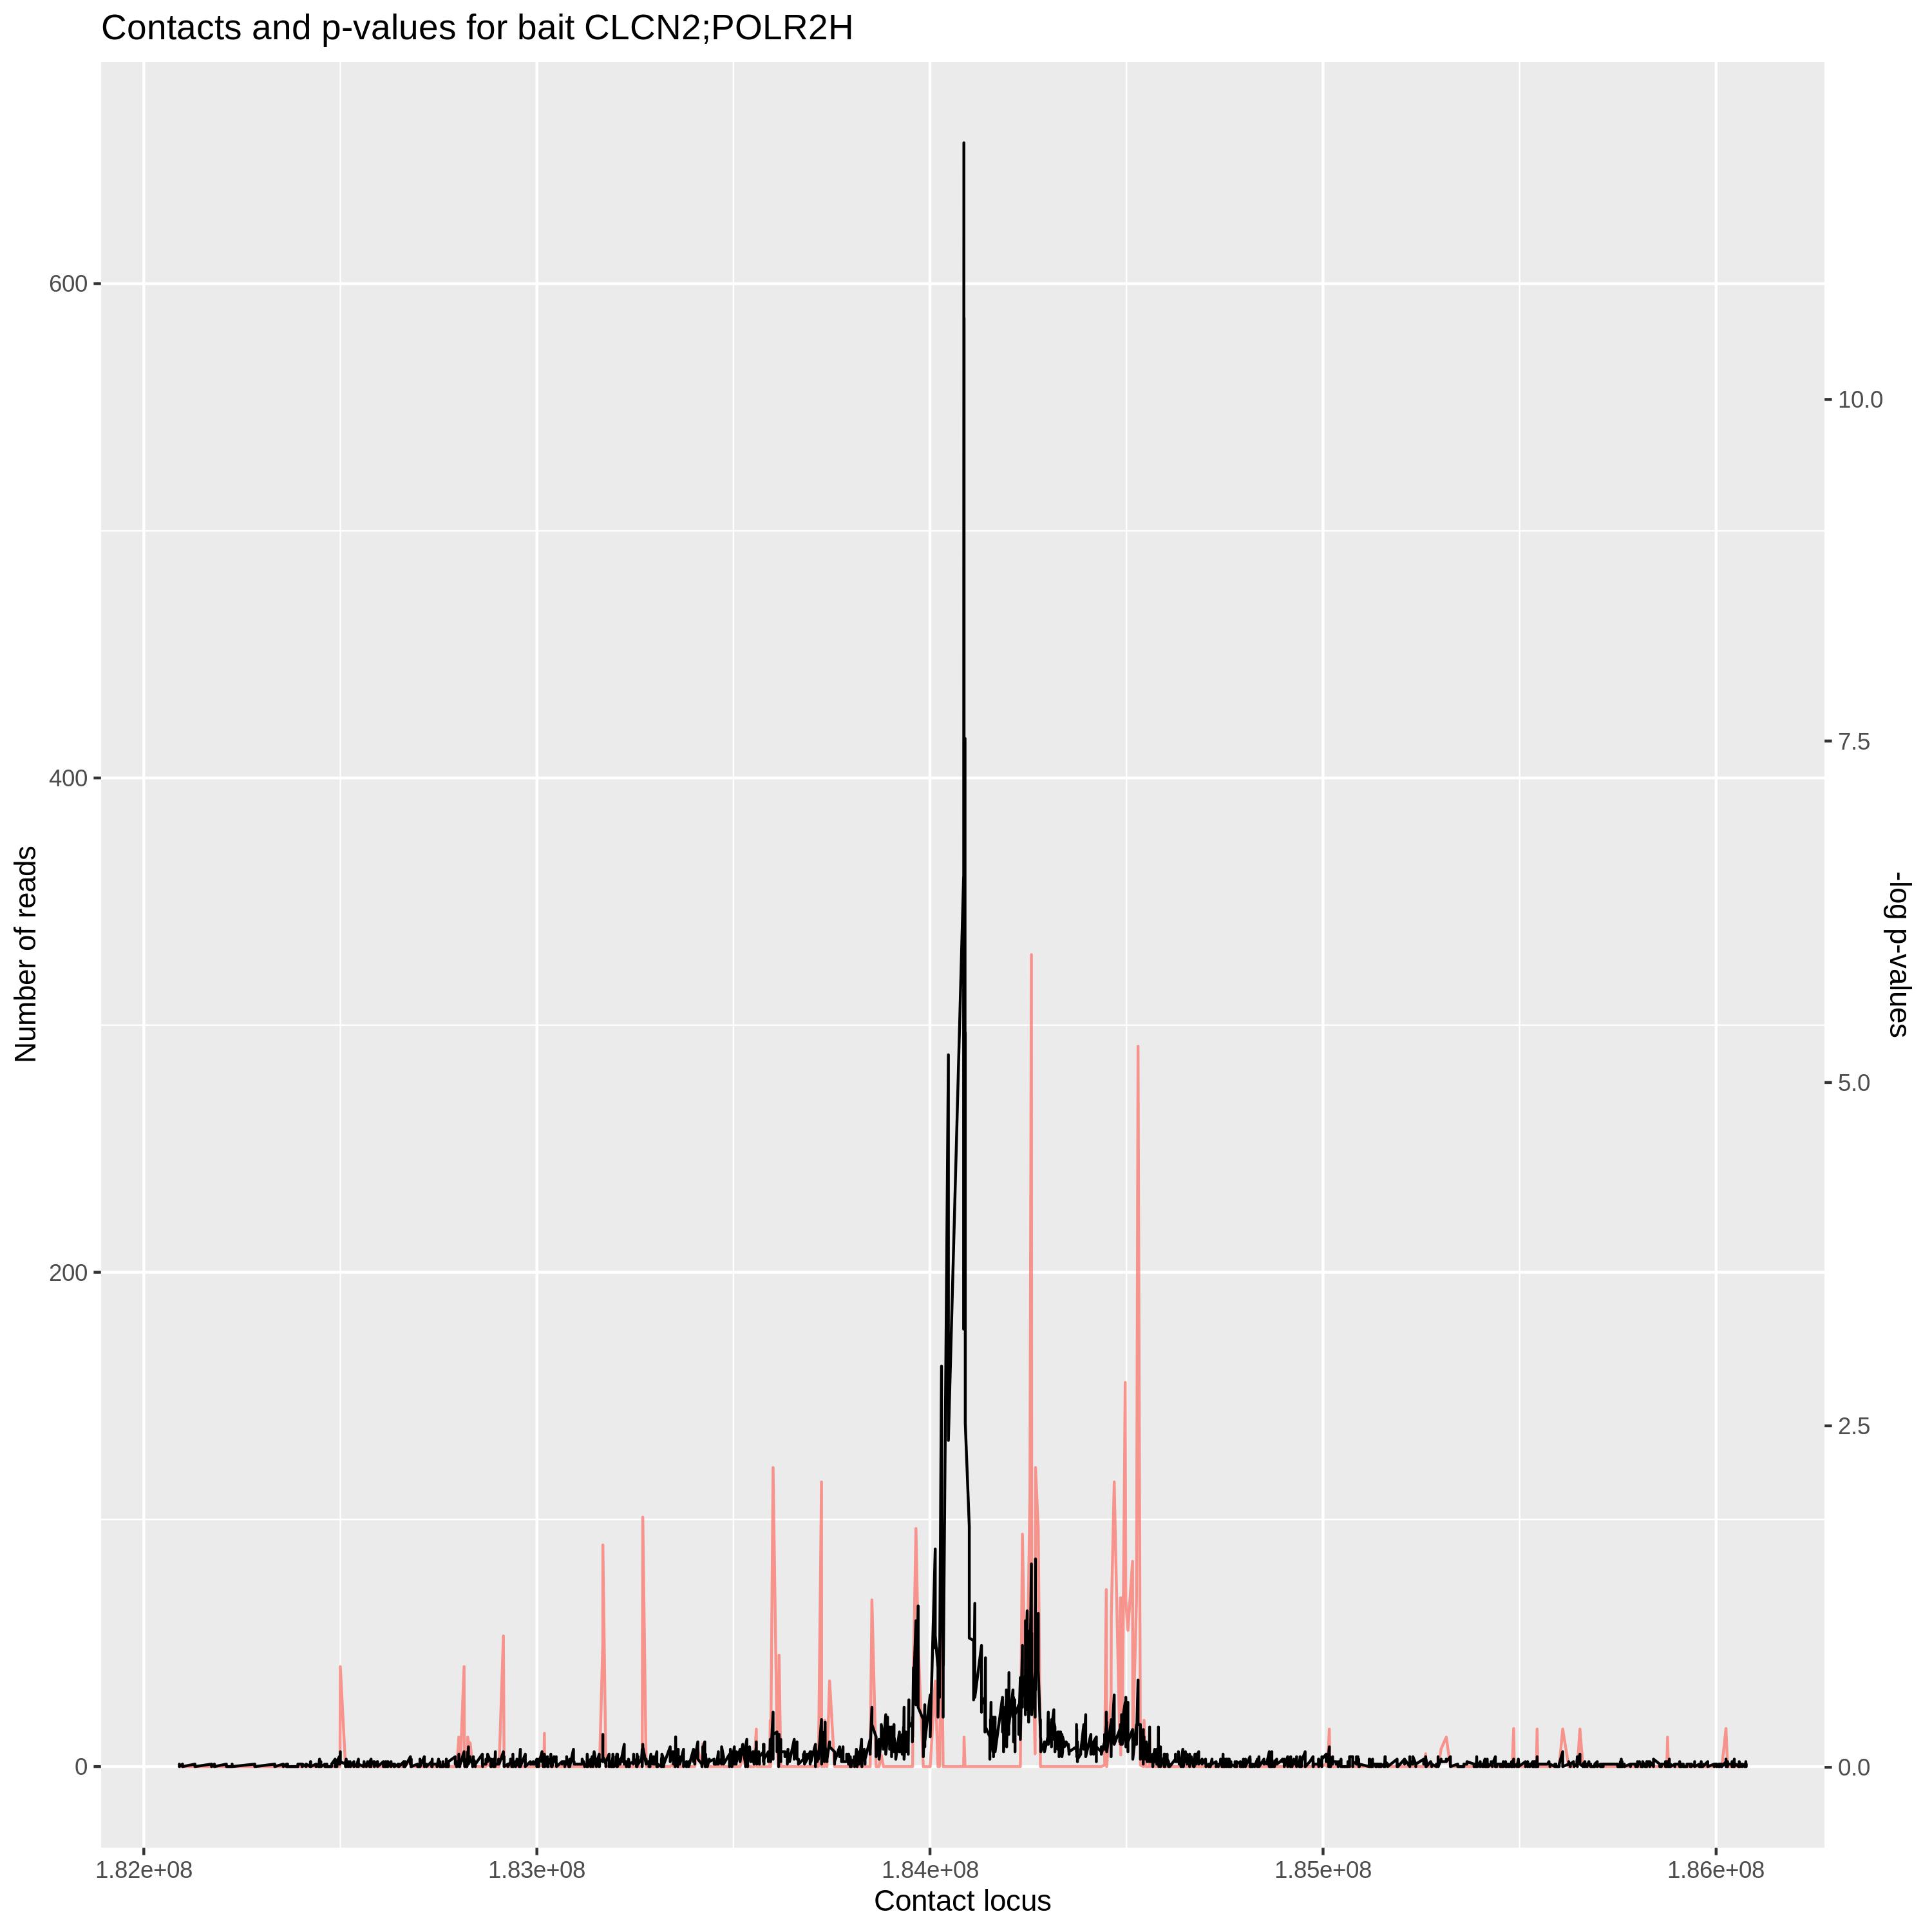 Contacts and p-values for bait CLCN2;POLR2H
Number of reads
600
400
200
0
10.0
7.5
5.0
2.5
0.0
-log p-values
1.82e+08
1.83e+08
1.84e+08
1.85e+08
1.86e+08
Contact locus